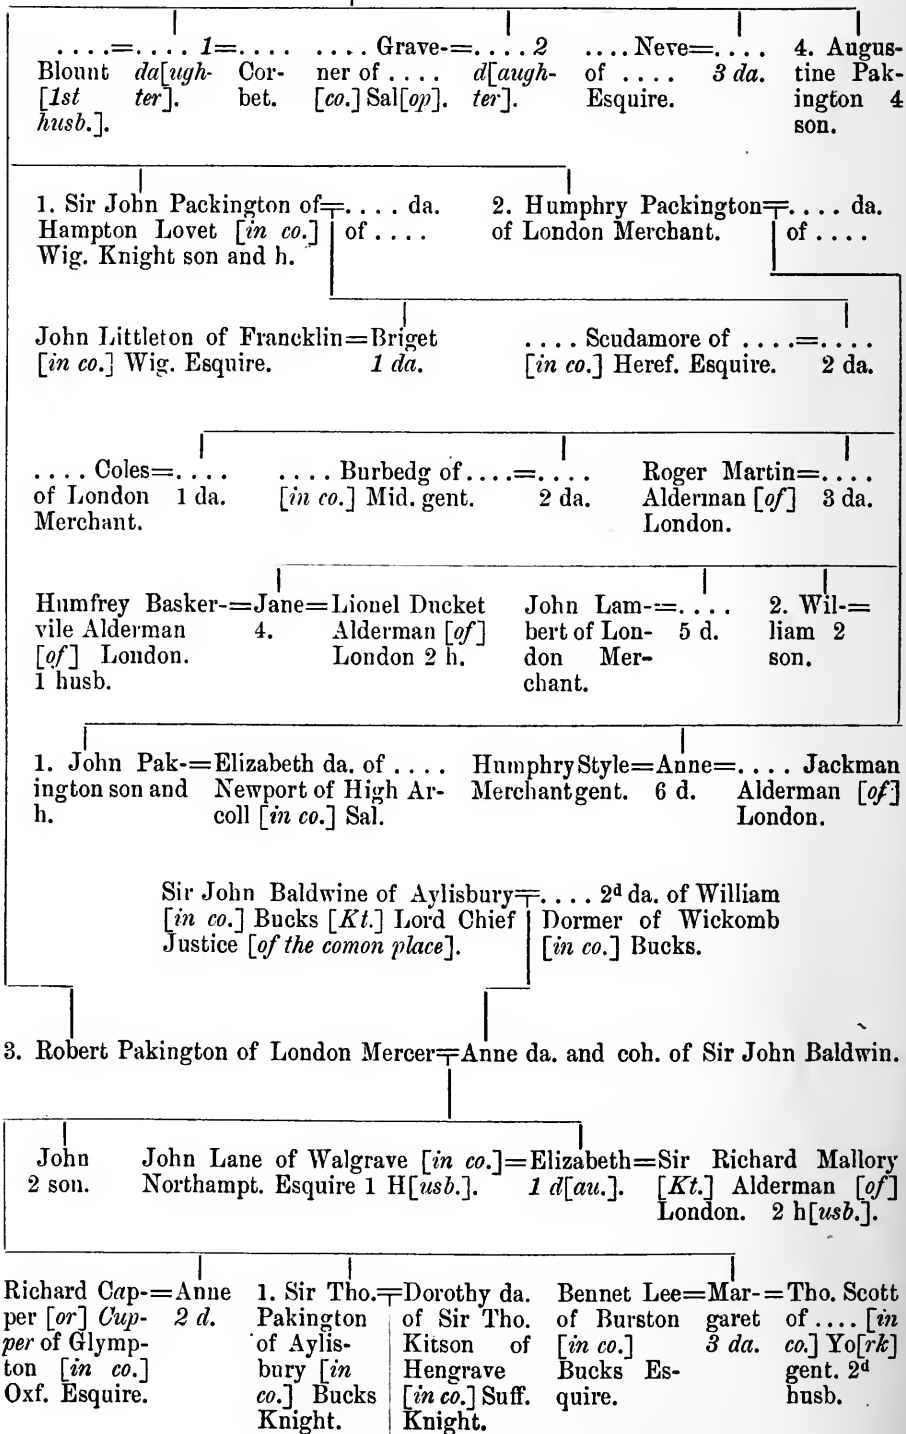 . . . .=. . . . 1=. . . . . . . . Grave-=. . . . 2 . . . . Neve=. . . . 4. Augus-
Blount da[ugh- Cor- ner of . . . . d[augh- of . . . . 3 da. tine Pak-
[1st ter]. bet. [co.] Sal[op]. ter]. Esquire. ington 4
husb.]. son.
1. Sir John Packington of=. . . . da. 2. Humphry Packington=. . . . da.
Hampton Lovet [in co.] of . . . . of London Merchant. of . . . .
Wig. Knight son and h.
John Littleton of Francklin=Briget . . . . Scudamore of . . . .=. . . .
[in co.] Wig. Esquire. 1 da. [in co.] Heref. Esquire. 2 da.
. . . . Coles=. . . . . . . . Burbedg of . . . .=. . . . Roger Martin=. . . .
of London 1 da. [in co.] Mid. gent. 2 da. Alderman [of] 3 da.
Merchant. London.
Humfrey Basker-=Jane=Lionel Ducket John Lam-=. . . . 2. Wil-=
vile Alderman 4. Alderman [of] bert of Lon- 5 d. liam 2
[of] London. London 2 h. don Mer- son.
1 husb. chant.
1. John Pak-=Elizabeth da. of . . . . Humphry Style=Anne=. . . . Jackman
ington son and Newport of High Ar- Merchant gent. 6 d. Alderman [of]
h. coll [in co.] Sal. London.
Sir John Baldwine of Aylisbury=. . . . 2d da. of William
[in co.] Bucks [Kt.] Lord Chief Dormer of Wickomb
Justice [of the comon place]. [in co.] Bucks.
3. Robert Pakington of London Mercer=Anne da. and coh. of Sir John Baldwin.
John John Lane of Walgrave [in co.]=Elizabeth=Sir Richard Mallory
2 son. Northampt. Esquire 1 H[usb.]. 1 d[au.]. [Kt.] Alderman [of]
London. 2 h[usb.].
Richard Cap-=Anne 1. Sir Tho.=Dorothy da. Bennet Lee=Mar-=Tho. Scott
per [or] Cup- 2 d. Pakington of Sir Tho. of Burston garet of . . . . [in
per of Glymp- of Aylis- Kitson of [in co.] 3 da. co.] Yo[rk]
ton [in co.] bury [in Hengrave Bucks Es- gent. 2d
Oxf. Esquire. co.] Bucks [in co.] Suff. quire. husb.
Knight. Knight.